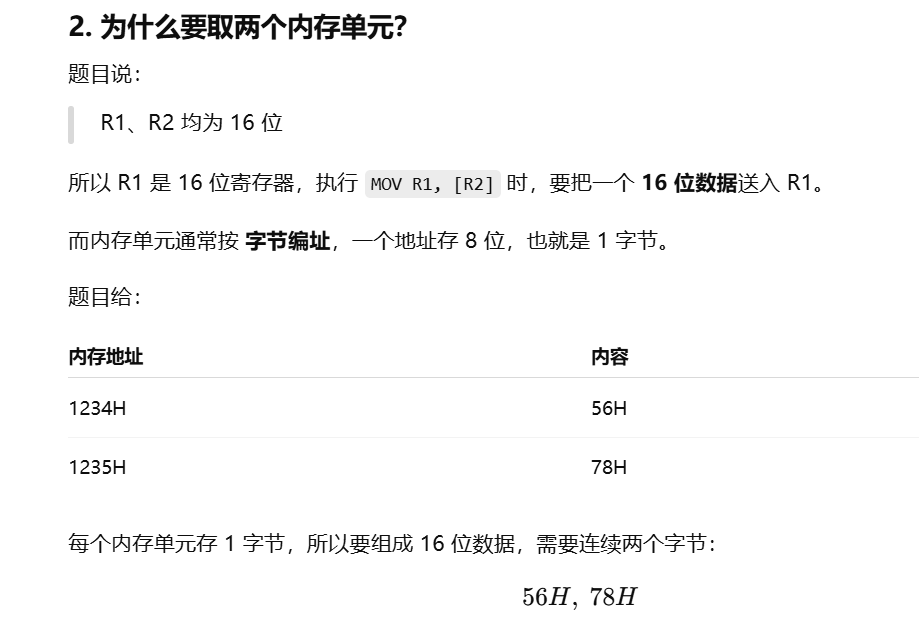 2. 为什么要取两个内存单元？
题目说：
R1、R2 均为 16 位
所以 R1 是 16 位寄存器，执行 MOV R1, [R2] 时，要把一个 16 位数据送入 R1。
而内存单元通常按 字节编址，一个地址存 8 位，也就是 1 字节。
题目给：
内存地址 内容
1234H 56H
1235H 78H
每个内存单元存 1 字节，所以要组成 16 位数据，需要连续两个字节：
56H, 78H